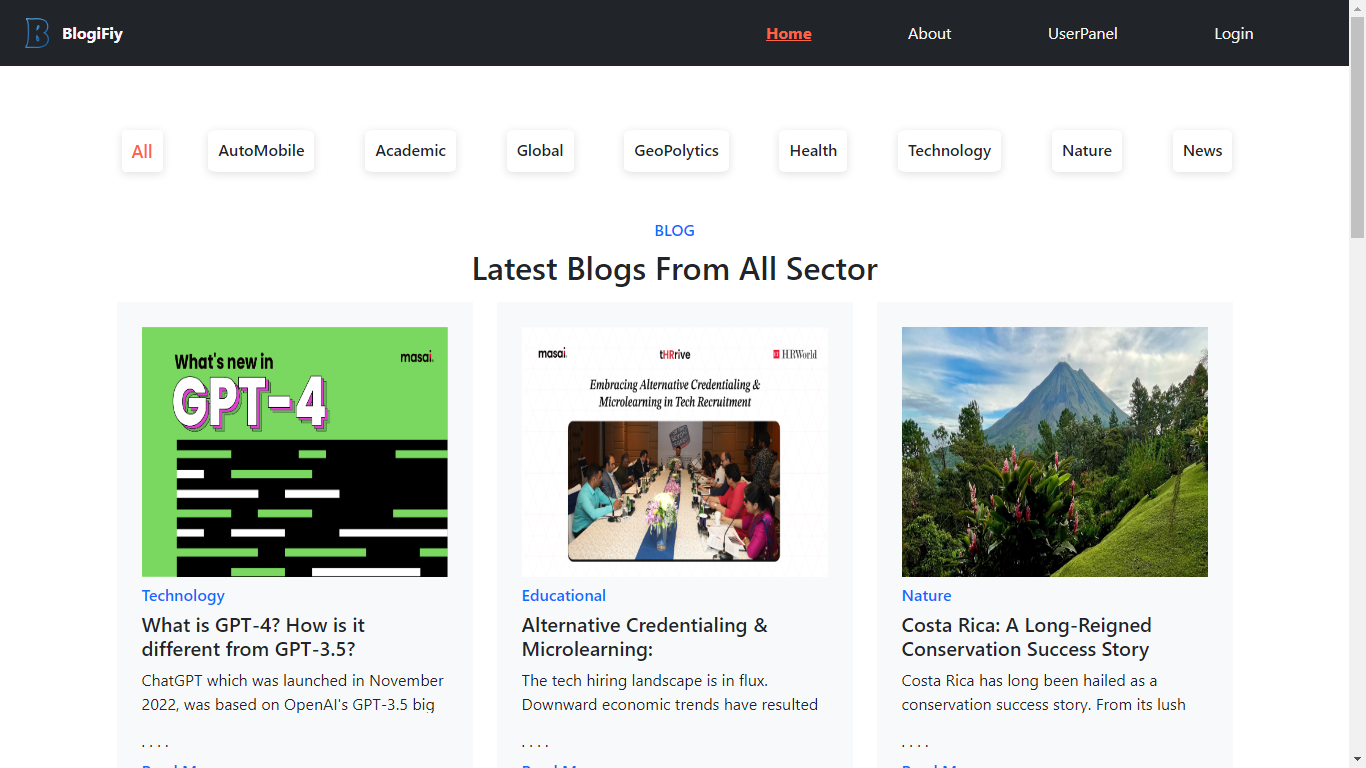 B BlogiFiy Home About UserPanel Login
All AutoMobile Academic Global GeoPolytics Health Technology Nature News
BLOG
Latest Blogs From All Sector
What's new in
masai.
GPT-4
masai.
tHRrive
HRWorld
Embracing Alternative Credentialing &
Microlearning in Tech Recruitment
Technology
What is GPT-4? How is it
different from GPT-3.5?
ChatGPT which was launched in November
2022, was based on OpenAI's GPT-3.5 big
. . . .
Educational
Alternative Credentialing &
Microlearning:
The tech hiring landscape is in flux.
Downward economic trends have resulted
. . . .
Nature
Costa Rica: A Long-Reigned
Conservation Success Story
Costa Rica has long been hailed as a
conservation success story. From its lush
. . . .